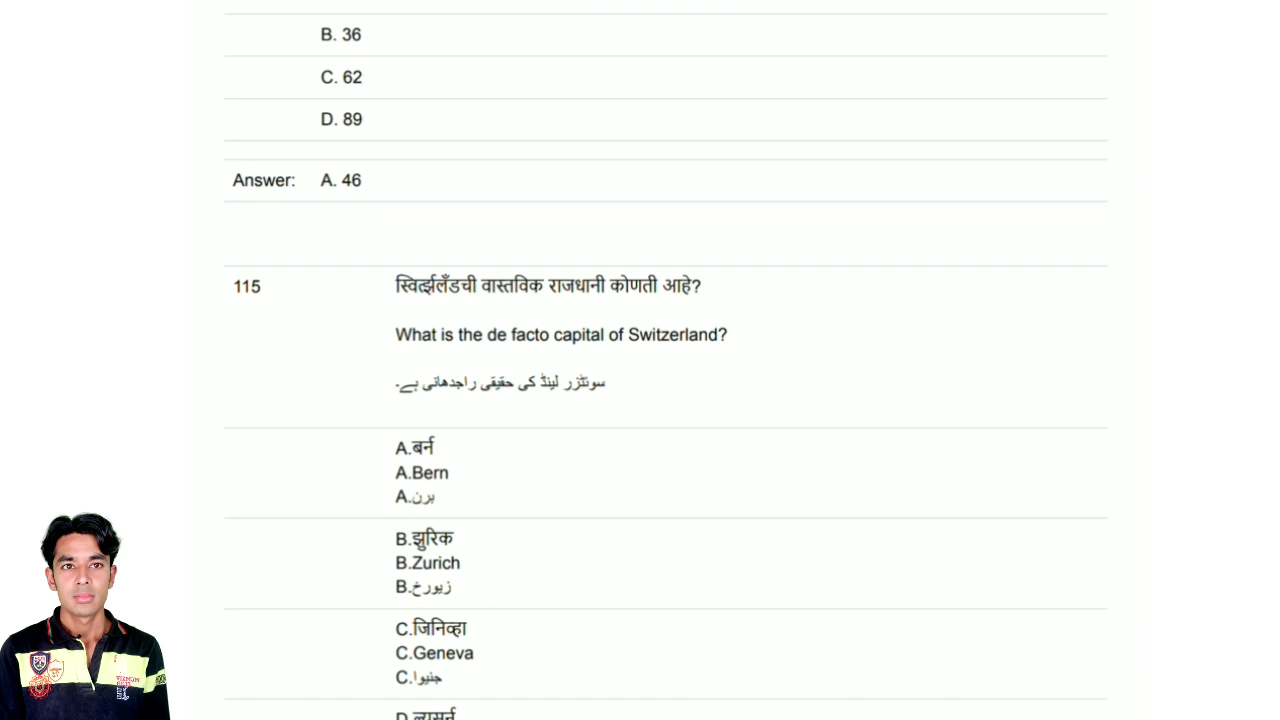 B. 36
C. 62
D. 89
Answer: A. 46
115 स्वित्झर्लँडची वास्तविक राजधानी कोणती आहे?
What is the de facto capital of Switzerland?
سوئٹزر لینڈ کی حقیقی راجدھانی ہے۔
A.बर्न
A.Bern
A.برن
B.झुरिक
B.Zurich
B.زیورخ
C.जिनिव्हा
C.Geneva
C.جنیوا
D.ल्यूसर्न